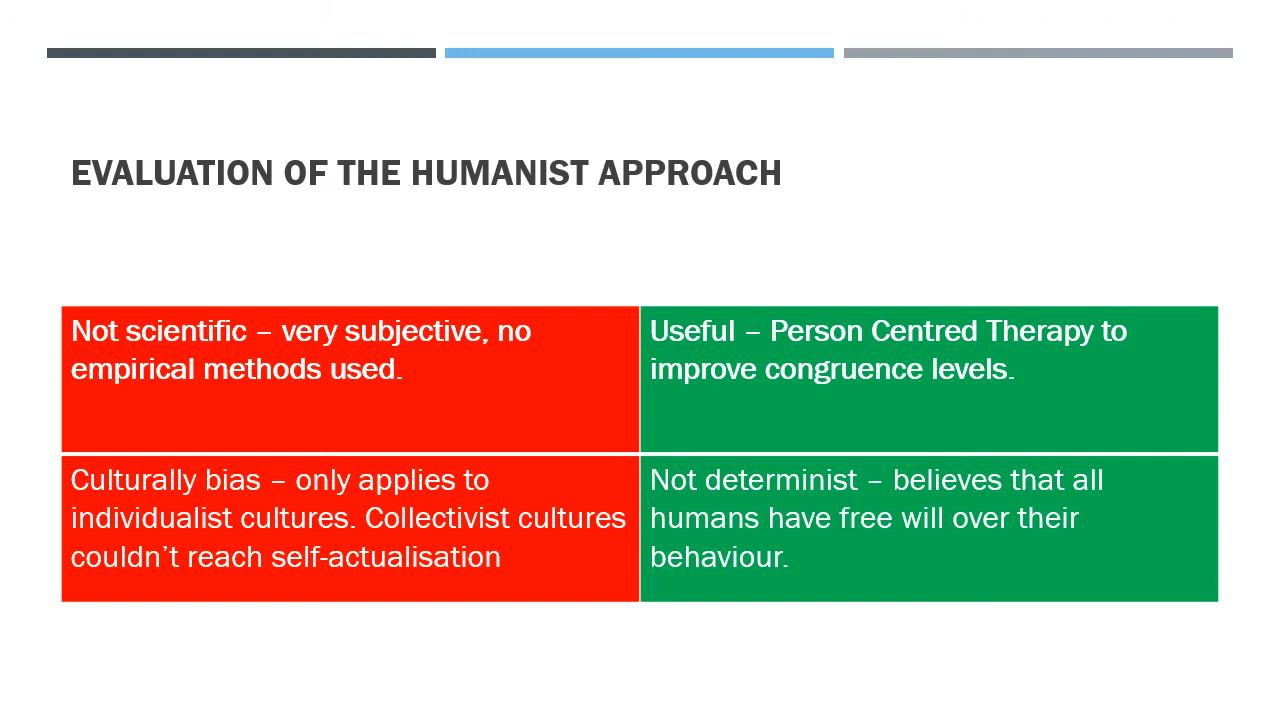 EVALUATION OF THE HUMANIST APPROACH
Not scientific – very subjective, no
empirical methods used.
Useful – Person Centred Therapy to
improve congruence levels.
Culturally bias – only applies to
individualist cultures. Collectivist cultures
couldn’t reach self-actualisation
Not determinist – believes that all
humans have free will over their
behaviour.